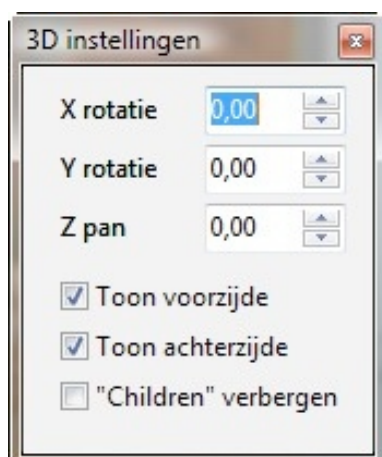 3D instellingen
X rotatie 0,00
Y rotatie 0,00
Z pan 0,00
Toon voorzijde
Toon achterzijde
"Children" verbergen